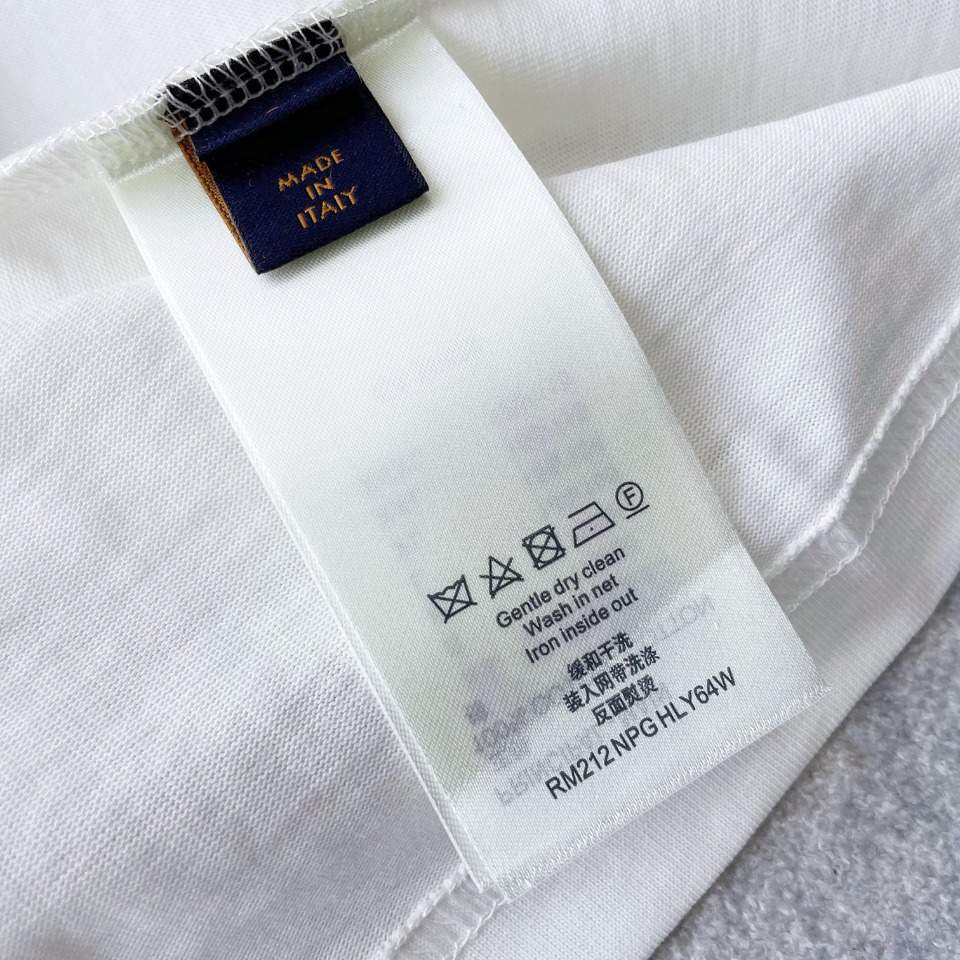 MADE
IN
ITALY
F
Gentle dry clean
Wash in net
Iron inside out
缓和干洗
装入网带洗涤
反面熨烫
RM212 NPG HLY64W